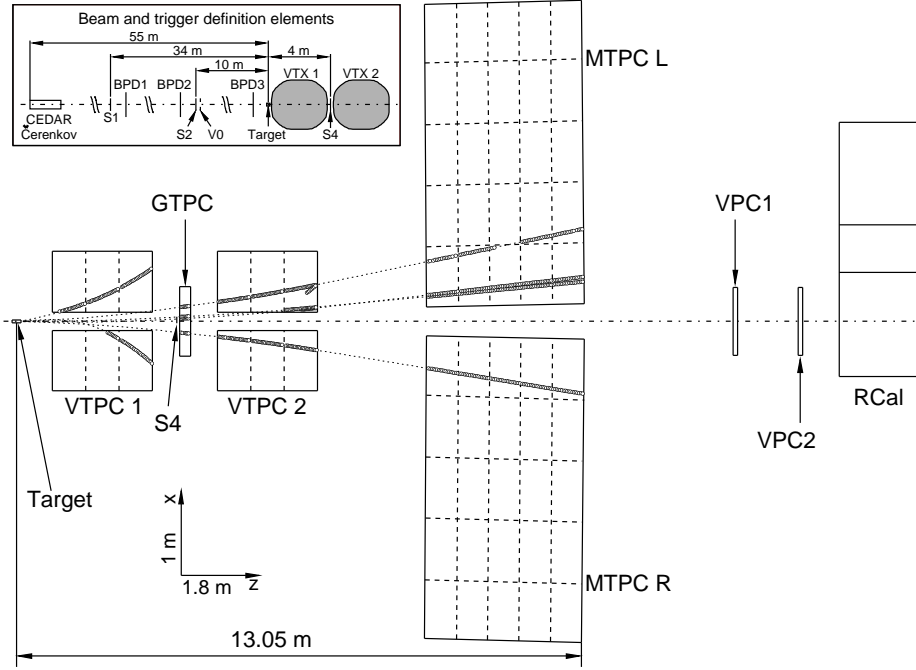 Beam and trigger definition elements
55 m
34 m
4 m
10 m
VTX 1
VTX 2
BPD1
BPD2
BPD3
CEDAR
Čerenkov
S1
S2
V0
Target
S4
MTPC L
GTPC
VPC1
VTPC 1
S4
VTPC 2
RCal
VPC2
Target
x
1 m
1.8 m
z
MTPC R
13.05 m